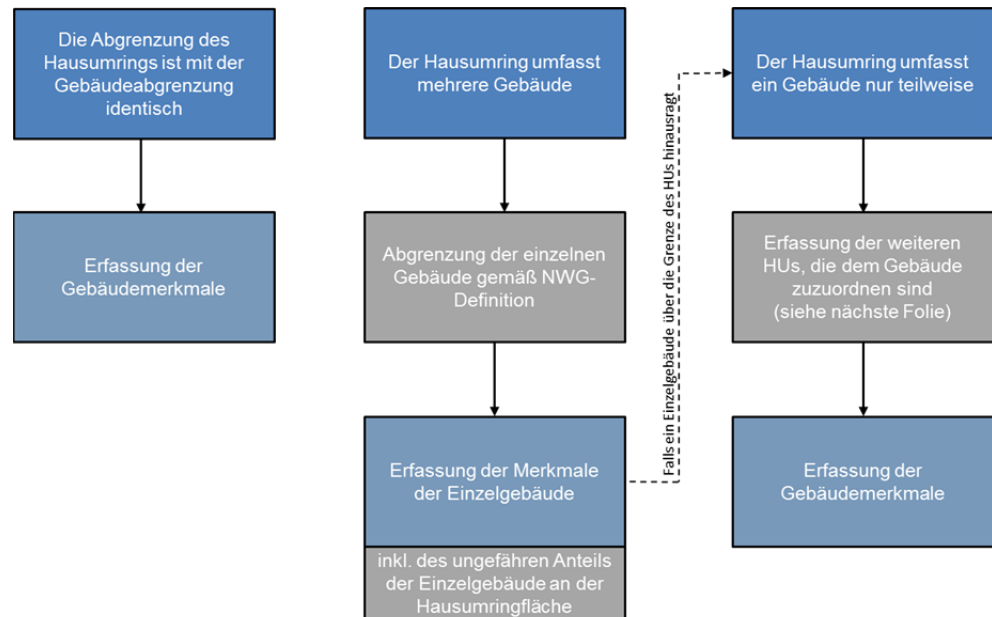 Die Abgrenzung des
Hausumrings ist mit der
Gebäudeabgrenzung
identisch
Erfassung der
Gebäudemerkmale
Der Hausumring umfasst
mehrere Gebäude
Abgrenzung der einzelnen
Gebäude gemäß NWG-
Definition
Erfassung der Merkmale
der Einzelgebäude
inkl. des ungefähren Anteils
der Einzelgebäude an der
Hausumringfläche
Falls ein Einzelgebäude über die Grenze des HUs hinausragt
Der Hausumring umfasst
ein Gebäude nur teilweise
Erfassung der weiteren
HUs, die dem Gebäude
zuzuordnen sind
(siehe nächste Folie)
Erfassung der
Gebäudemerkmale